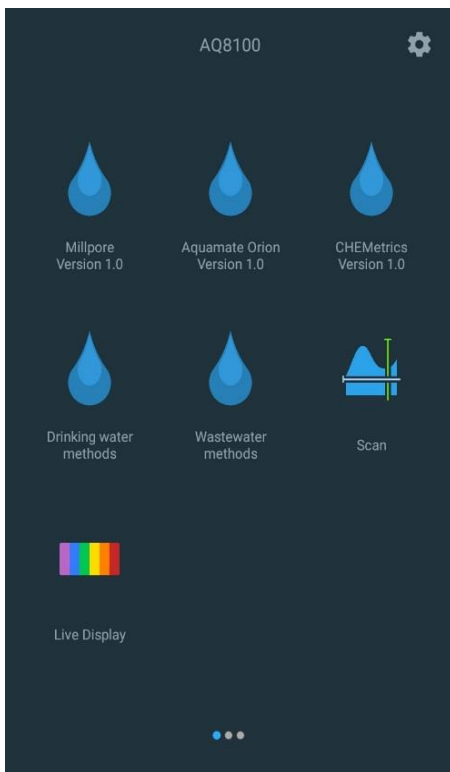 AQ8100
Millpore
Version 1.0
Aquamate Orion
Version 1.0
CHEMetrics
Version 1.0
Drinking water
methods
Wastewater
methods
Scan
Live Display